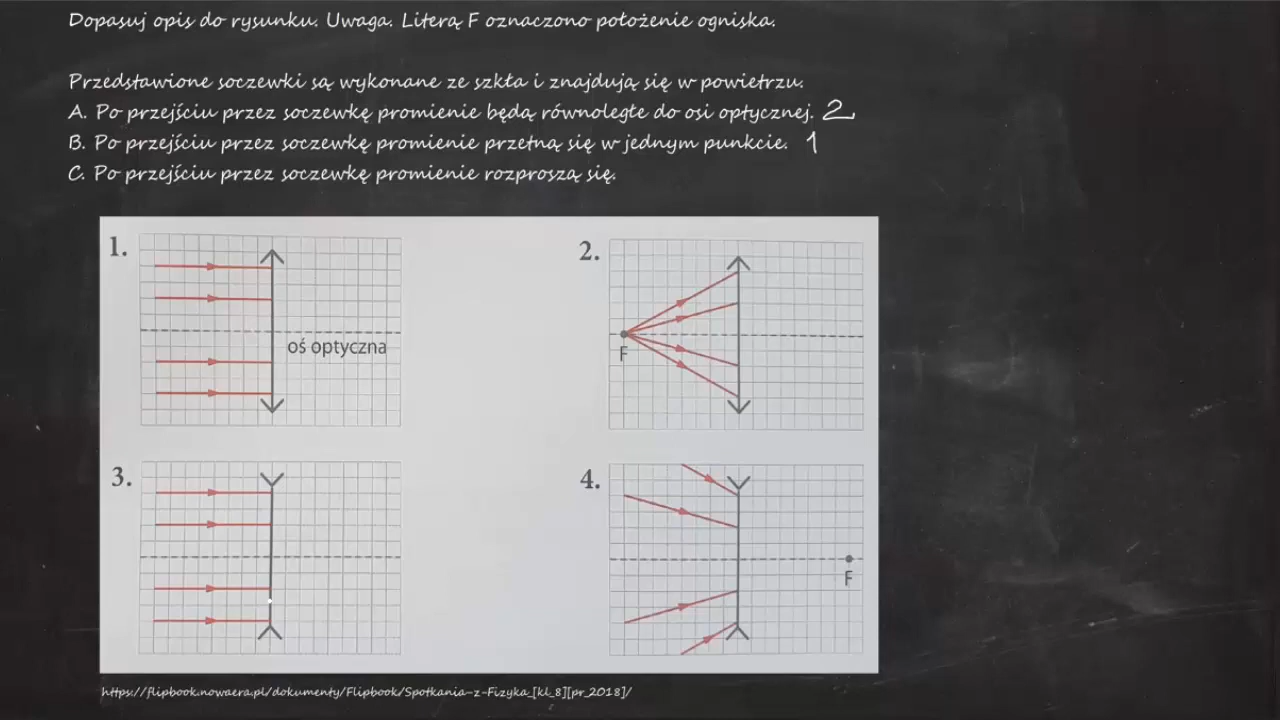 Dopasuj opis do rysunku. Uwaga. Literą F oznaczono położenie ogniska.
Przedstawione soczewki są wykonane ze szkła i znajdują się w powietrzu.
A. Po przejściu przez soczewkę promienie będą równoległe do osi optycznej. 2
B. Po przejściu przez soczewkę promienie przetną się w jednym punkcie. 1
C. Po przejściu przez soczewkę promienie rozproszą się.
1.
oś optyczna
2.
F
3.
4.
F
https://flipbook.nowaera.pl/dokumenty/Flipbook/Spotkania-z-Fizyka_[kl_8][pr_2018]/